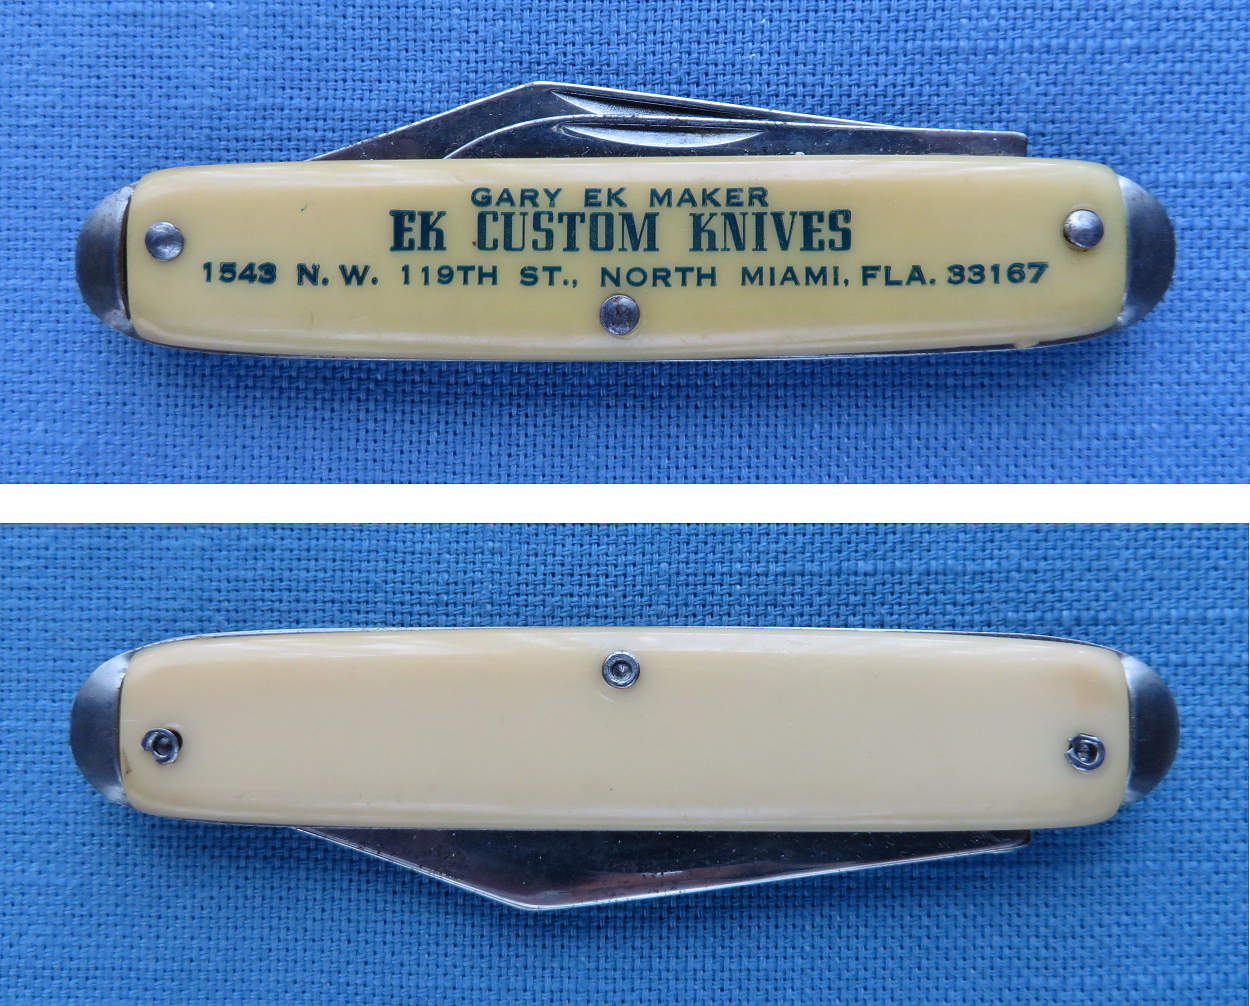 GARY EK MAKER
EK CUSTOM KNIVES
1543 N.W. 119TH ST., NORTH MIAMI, FLA. 33167